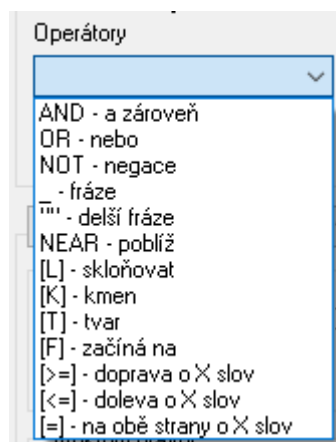 Operátory
AND - a zároveň
OR - nebo
NOT - negace
_ - fráze
"" - delší fráze
NEAR - poblíž
[L] - skloňovat
[K] - kmen
[T] - tvar
[F] - začíná na
[>=] - doprava o X slov
[<=] - doleva o X slov
[=] - na obě strany o X slov